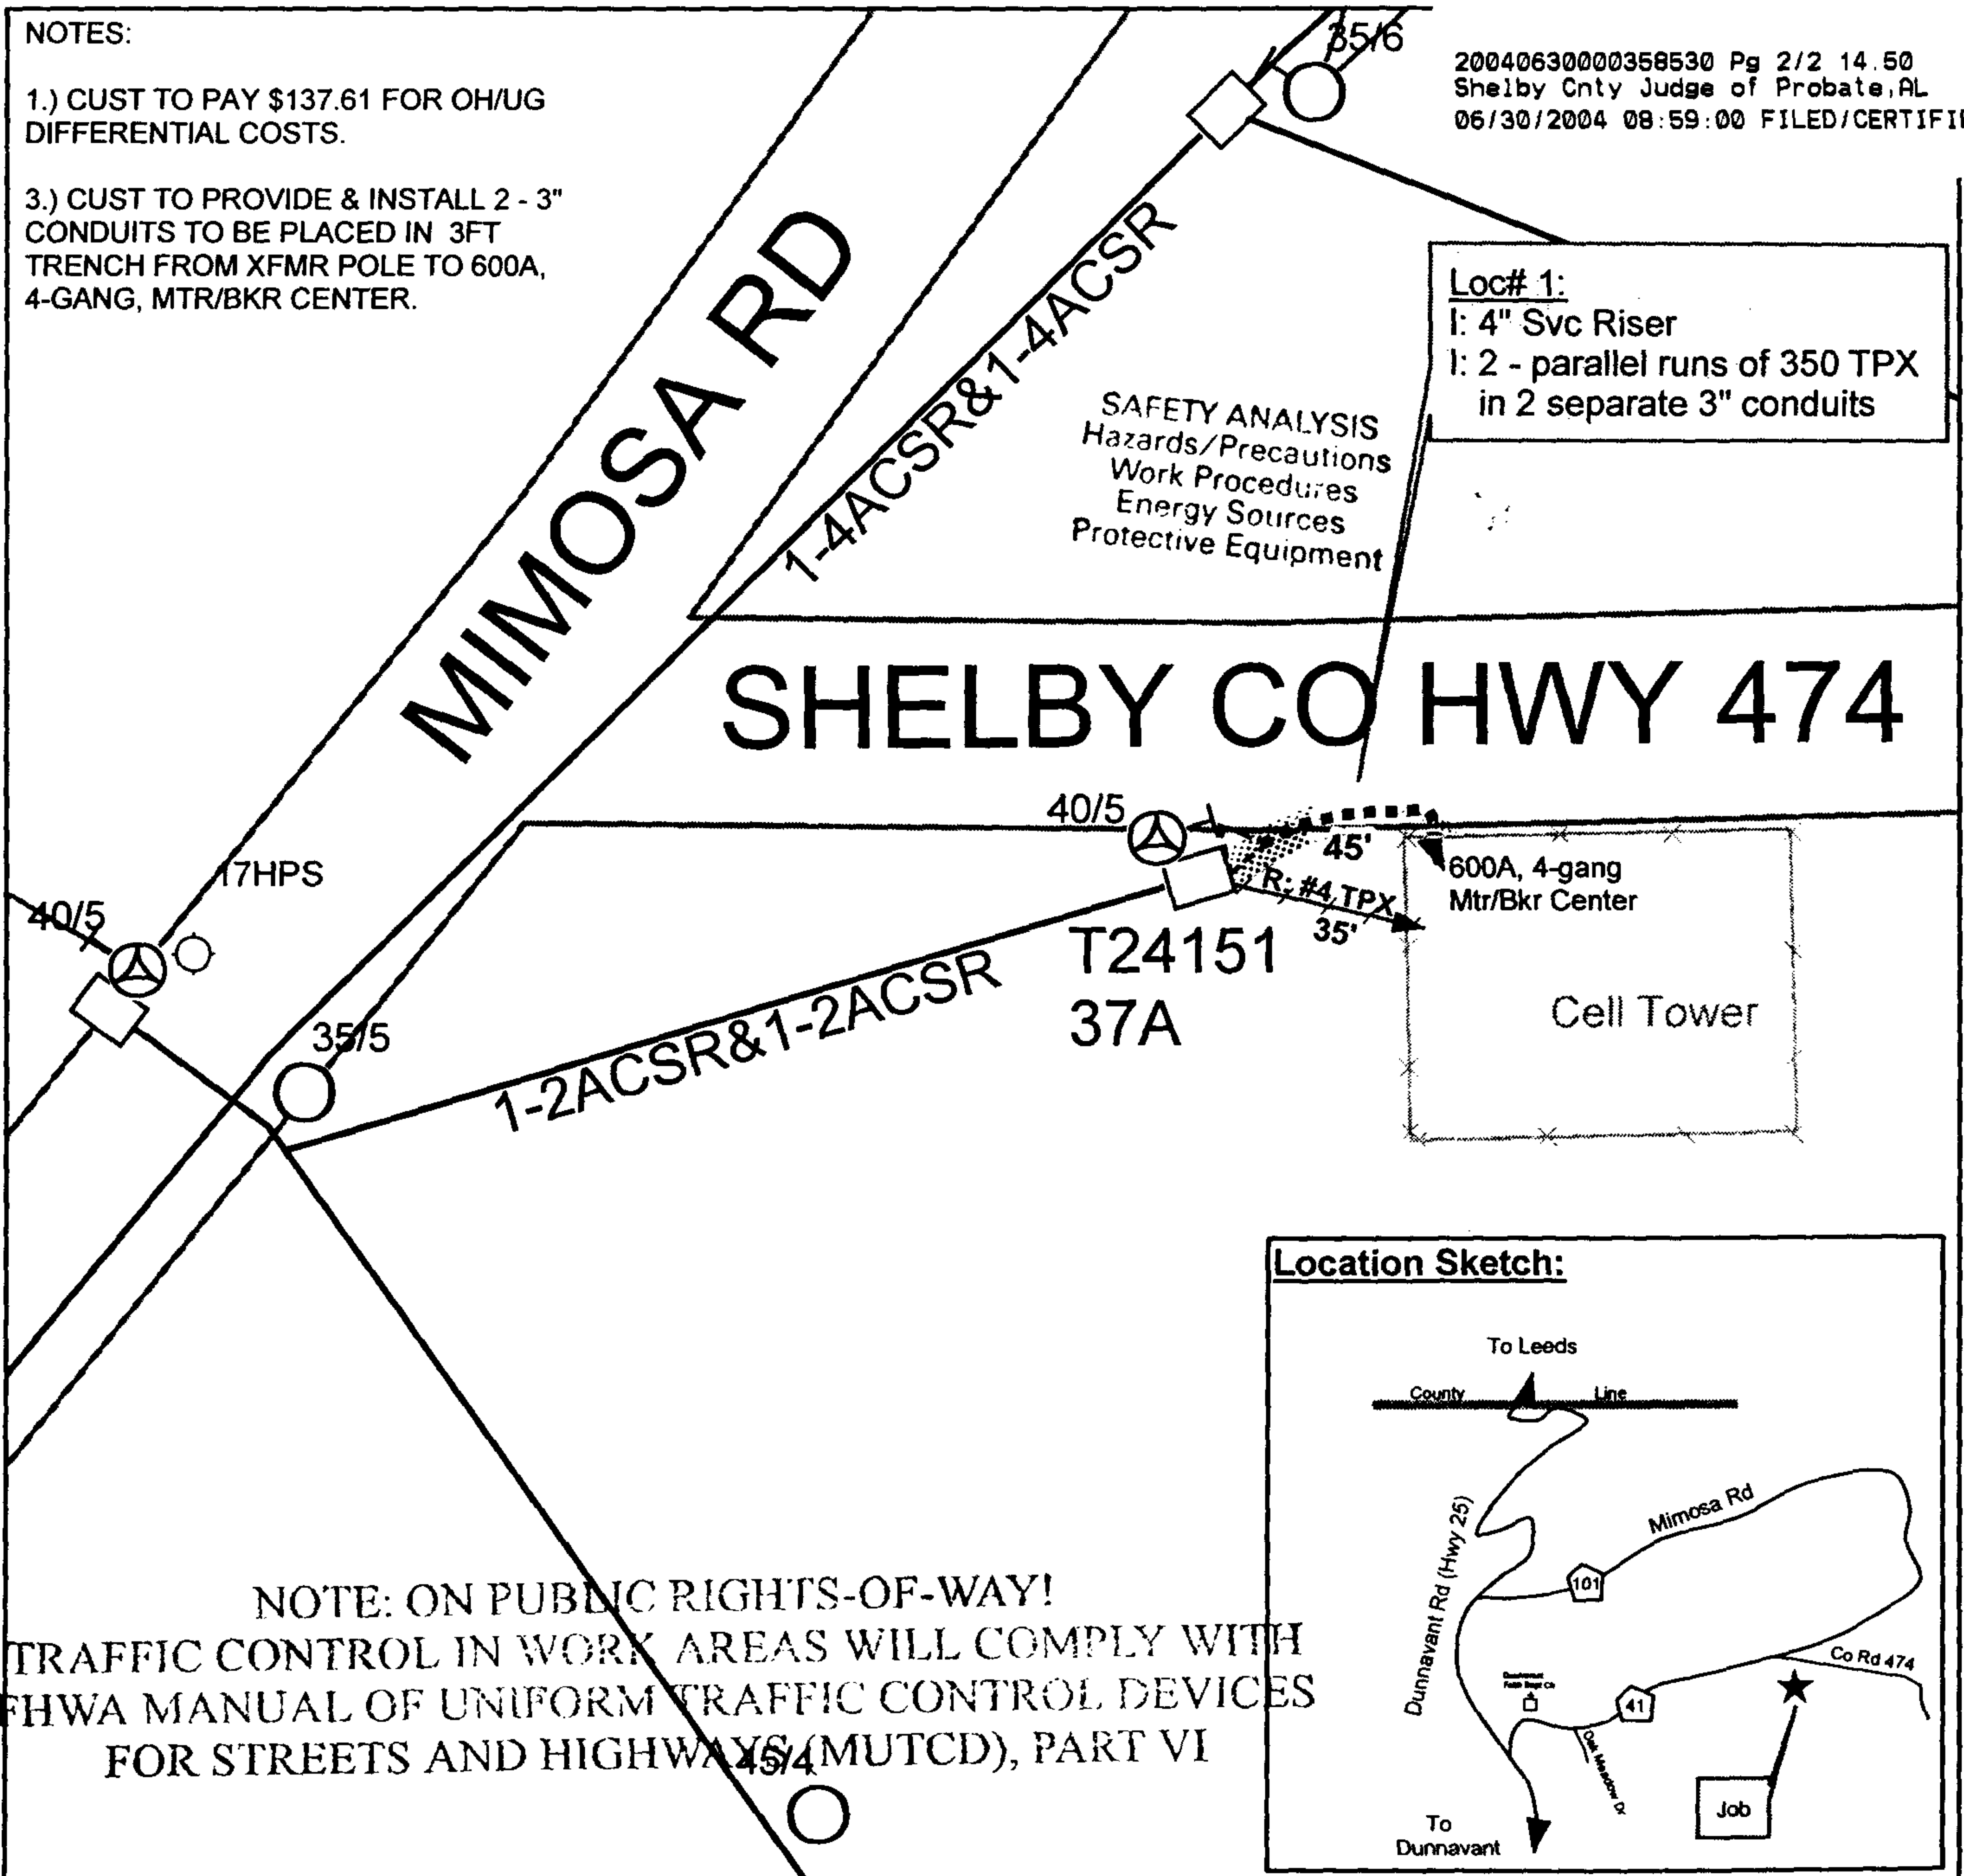 NOTES:
1.) CUST TO PAY $137.61 FOR OH/UG
DIFFERENTIAL COSTS.
3.) CUST TO PROVIDE & INSTALL 2 - 3"
CONDUITS TO BE PLACED IN 3FT
TRENCH FROM XFMR POLE TO 600A,
4-GANG, MTR/BKR CENTER.
35/6
20040630000358530 Pg 2/2 14.50
Shelby Cnty Judge of Probate,AL
06/30/2004 08:59:00 FILED/CERTIFIE
MIMOSA RD
1-4ACSR&1-4ACSR
Loc# 1:
I: 4" Svc Riser
I: 2 - parallel runs of 350 TPX
in 2 separate 3" conduits
SAFETY ANALYSIS
Hazards/Precautions
Work Procedures
Energy Sources
Protective Equipment
SHELBY CO HWY 474
40/5
45'
600A, 4-gang
Mtr/Bkr Center
R: #4 TPX
35'
17HPS
40/5
T24151
37A
Cell Tower
35/5
1-2ACSR&1-2ACSR
Location Sketch:
To Leeds
County Line
Mimosa Rd
Dunnavant Rd (Hwy 25)
101
Co Rd 474
41
Oak Meadow Dr
Job
To
Dunnavant
NOTE: ON PUBLIC RIGHTS-OF-WAY!
TRAFFIC CONTROL IN WORK AREAS WILL COMPLY WITH
FHWA MANUAL OF UNIFORM TRAFFIC CONTROL DEVICES
FOR STREETS AND HIGHWAYS (MUTCD), PART VI
45/4